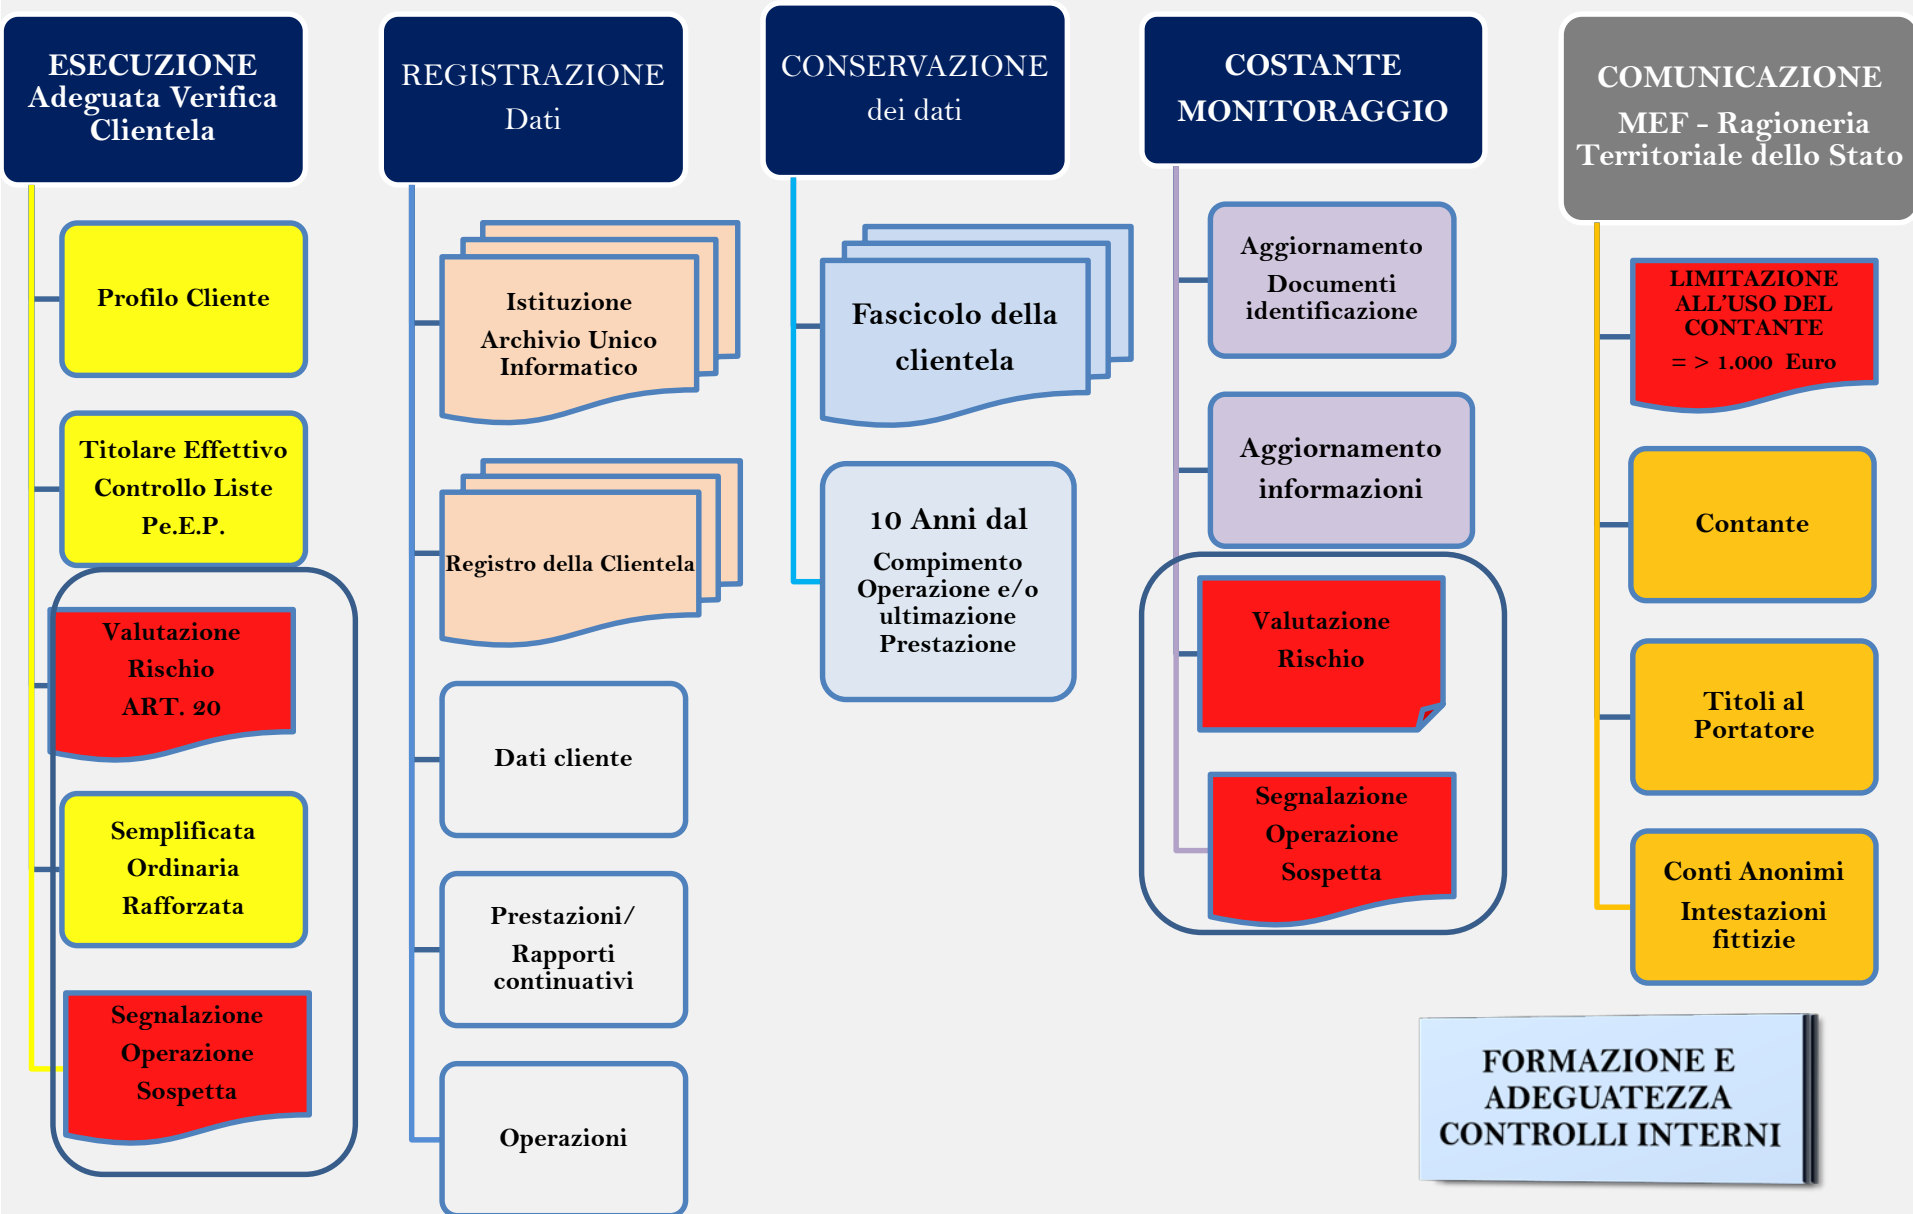 ESECUZIONE
Adeguata Verifica
Clientela
Profilo Cliente
Titolare Effettivo
Controllo Liste
Pe.E.P.
Valutazione
Rischio
ART. 20
Semplificata
Ordinaria
Rafforzata
Segnalazione
Operazione
Sospetta
REGISTRAZIONE
Dati
Istituzione
Archivio Unico
Informatico
Registro della Clientela
Dati cliente
Prestazioni/
Rapporti
continuativi
Operazioni
CONSERVAZIONE
dei dati
Fascicolo della
clientela
10 Anni dal
Compimento
Operazione e/o
ultimazione
Prestazione
COSTANTE
MONITORAGGIO
Aggiornamento
Documenti
identificazione
Aggiornamento
informazioni
Valutazione
Rischio
Segnalazione
Operazione
Sospetta
COMUNICAZIONE
MEF - Ragioneria
Territoriale dello Stato
LIMITAZIONE
ALL'USO DEL
CONTANTE
= > 1.000 Euro
Contante
Titoli al
Portatore
Conti Anonimi
Intestazioni
fittizie
FORMAZIONE E
ADEGUATEZZA
CONTROLLI INTERNI